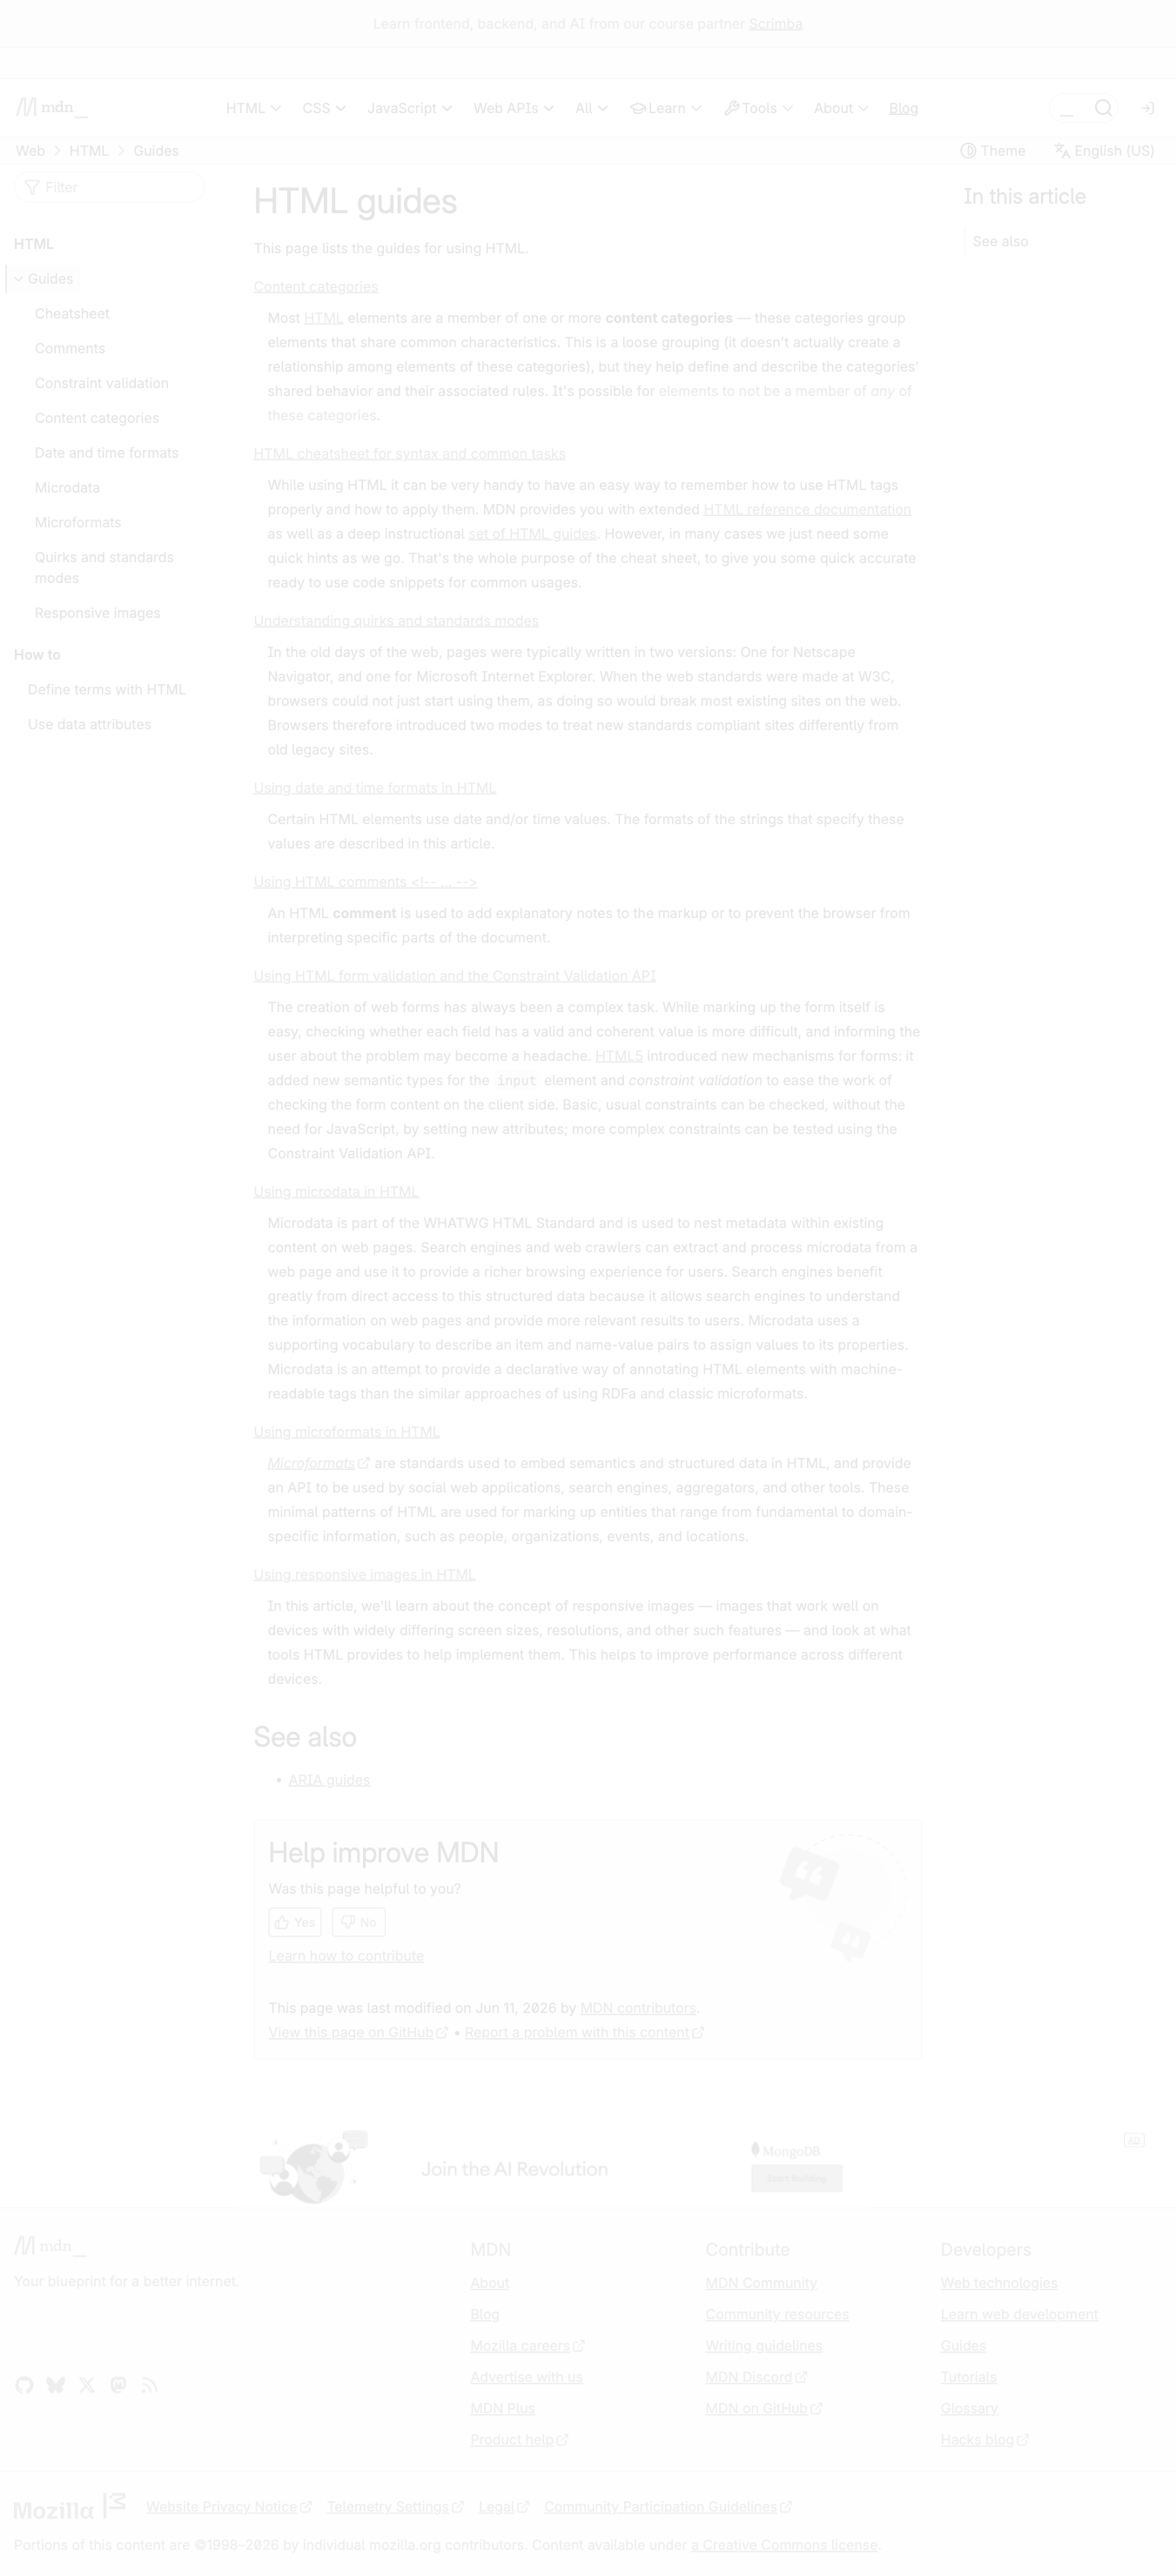 Learn frontend, backend, and AI from our course partner Scrimba
mdn_
HTML CSS JavaScript Web APIs All Learn Tools About Blog
Web HTML Guides
Theme English (US)
Filter
HTML
Guides
Cheatsheet
Comments
Constraint validation
Content categories
Date and time formats
Microdata
Microformats
Quirks and standards
modes
Responsive images
How to
Define terms with HTML
Use data attributes
HTML guides
This page lists the guides for using HTML.
Content categories
Most HTML elements are a member of one or more content categories — these categories group
elements that share common characteristics. This is a loose grouping (it doesn't actually create a
relationship among elements of these categories), but they help define and describe the categories'
shared behavior and their associated rules. It's possible for elements to not be a member of any of
these categories.
HTML cheatsheet for syntax and common tasks
While using HTML it can be very handy to have an easy way to remember how to use HTML tags
properly and how to apply them. MDN provides you with extended HTML reference documentation
as well as a deep instructional set of HTML guides. However, in many cases we just need some
quick hints as we go. That's the whole purpose of the cheat sheet, to give you some quick accurate
ready to use code snippets for common usages.
Understanding quirks and standards modes
In the old days of the web, pages were typically written in two versions: One for Netscape
Navigator, and one for Microsoft Internet Explorer. When the web standards were made at W3C,
browsers could not just start using them, as doing so would break most existing sites on the web.
Browsers therefore introduced two modes to treat new standards compliant sites differently from
old legacy sites.
Using date and time formats in HTML
Certain HTML elements use date and/or time values. The formats of the strings that specify these
values are described in this article.
Using HTML comments <!-- … -->
An HTML comment is used to add explanatory notes to the markup or to prevent the browser from
interpreting specific parts of the document.
Using HTML form validation and the Constraint Validation API
The creation of web forms has always been a complex task. While marking up the form itself is
easy, checking whether each field has a valid and coherent value is more difficult, and informing the
user about the problem may become a headache. HTML5 introduced new mechanisms for forms: it
added new semantic types for the input element and constraint validation to ease the work of
checking the form content on the client side. Basic, usual constraints can be checked, without the
need for JavaScript, by setting new attributes; more complex constraints can be tested using the
Constraint Validation API.
Using microdata in HTML
Microdata is part of the WHATWG HTML Standard and is used to nest metadata within existing
content on web pages. Search engines and web crawlers can extract and process microdata from a
web page and use it to provide a richer browsing experience for users. Search engines benefit
greatly from direct access to this structured data because it allows search engines to understand
the information on web pages and provide more relevant results to users. Microdata uses a
supporting vocabulary to describe an item and name-value pairs to assign values to its properties.
Microdata is an attempt to provide a declarative way of annotating HTML elements with machine-
readable tags than the similar approaches of using RDFa and classic microformats.
Using microformats in HTML
Microformats are standards used to embed semantics and structured data in HTML, and provide
an API to be used by social web applications, search engines, aggregators, and other tools. These
minimal patterns of HTML are used for marking up entities that range from fundamental to domain-
specific information, such as people, organizations, events, and locations.
Using responsive images in HTML
In this article, we'll learn about the concept of responsive images — images that work well on
devices with widely differing screen sizes, resolutions, and other such features — and look at what
tools HTML provides to help implement them. This helps to improve performance across different
devices.
See also
• ARIA guides
Help improve MDN
Was this page helpful to you?
Yes No
Learn how to contribute
This page was last modified on Jun 11, 2026 by MDN contributors.
View this page on GitHub • Report a problem with this content
In this article
See also
Join the AI Revolution
MongoDB
Start Building
AD
mdn_
Your blueprint for a better internet.
MDN
About
Blog
Mozilla careers
Advertise with us
MDN Plus
Product help
Contribute
MDN Community
Community resources
Writing guidelines
MDN Discord
MDN on GitHub
Developers
Web technologies
Learn web development
Guides
Tutorials
Glossary
Hacks blog
Mozilla
Website Privacy Notice Telemetry Settings Legal Community Participation Guidelines
Portions of this content are ©1998–2026 by individual mozilla.org contributors. Content available under a Creative Commons license.